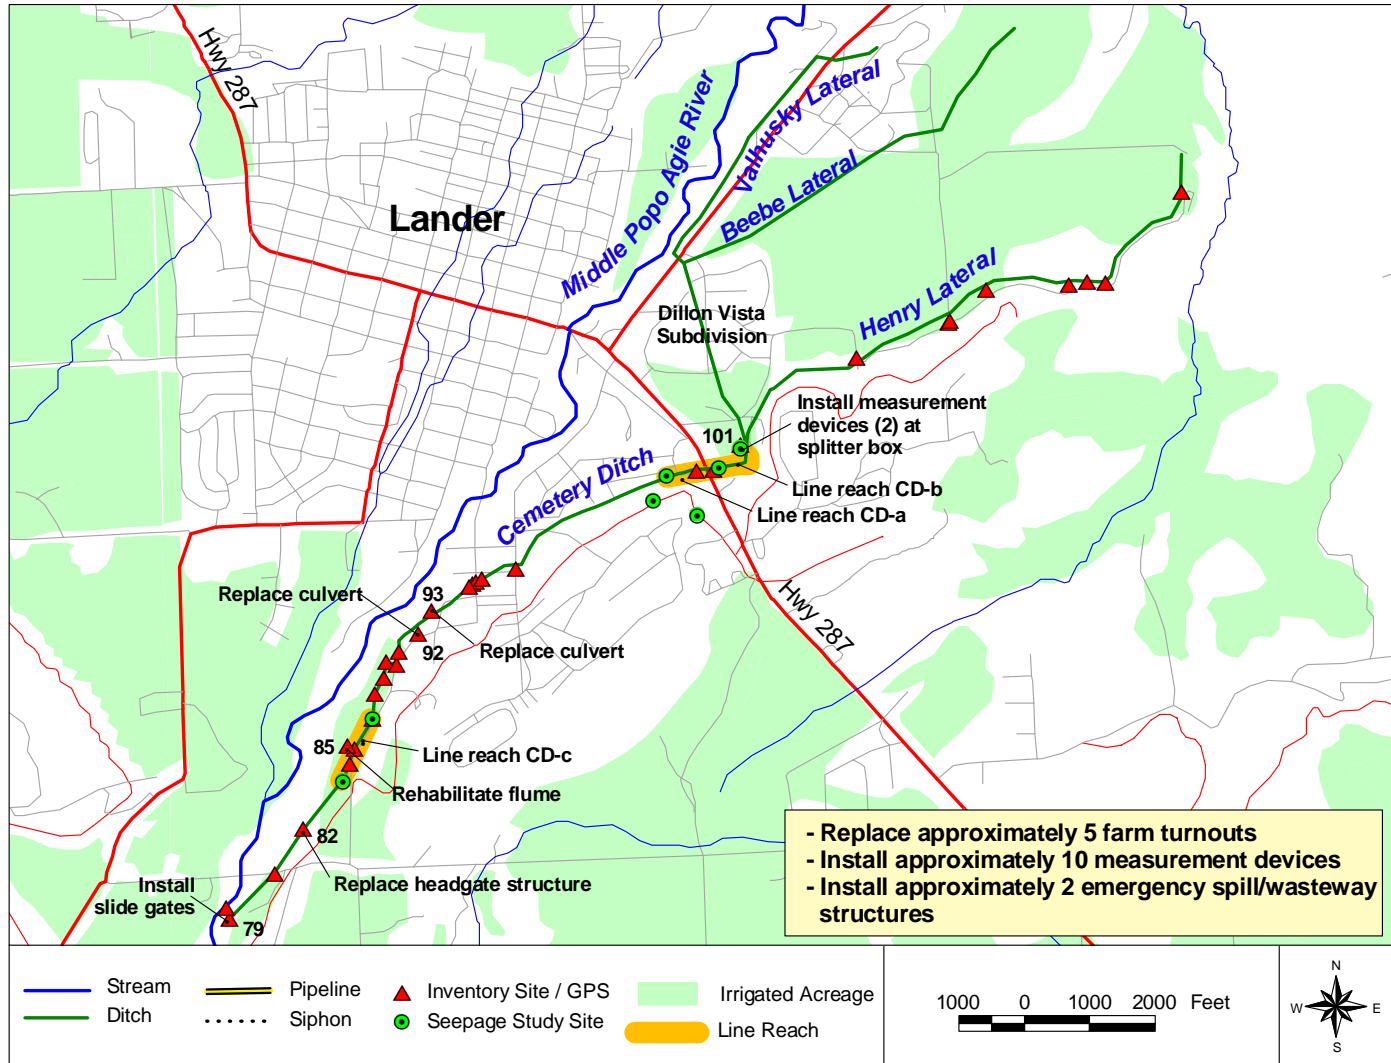 Hwy 287
Lander
Middle Popo Agie River
Valhusky Lateral
Beebe Lateral
Henry Lateral
Dillon Vista
Subdivision
Install measurement
devices (2) at
splitter box
101
Cemetery Ditch
Line reach CD-b
Line reach CD-a
Hwy 287
Replace culvert
93
92
Replace culvert
85
Line reach CD-c
Rehabilitate flume
82
Replace headgate structure
Install
slide gates
79
- Replace approximately 5 farm turnouts
- Install approximately 10 measurement devices
- Install approximately 2 emergency spill/wasteway
structures
Stream
Ditch
Pipeline
Siphon
Inventory Site / GPS
Seepage Study Site
Irrigated Acreage
Line Reach
1000 0 1000 2000 Feet
N
W E
S